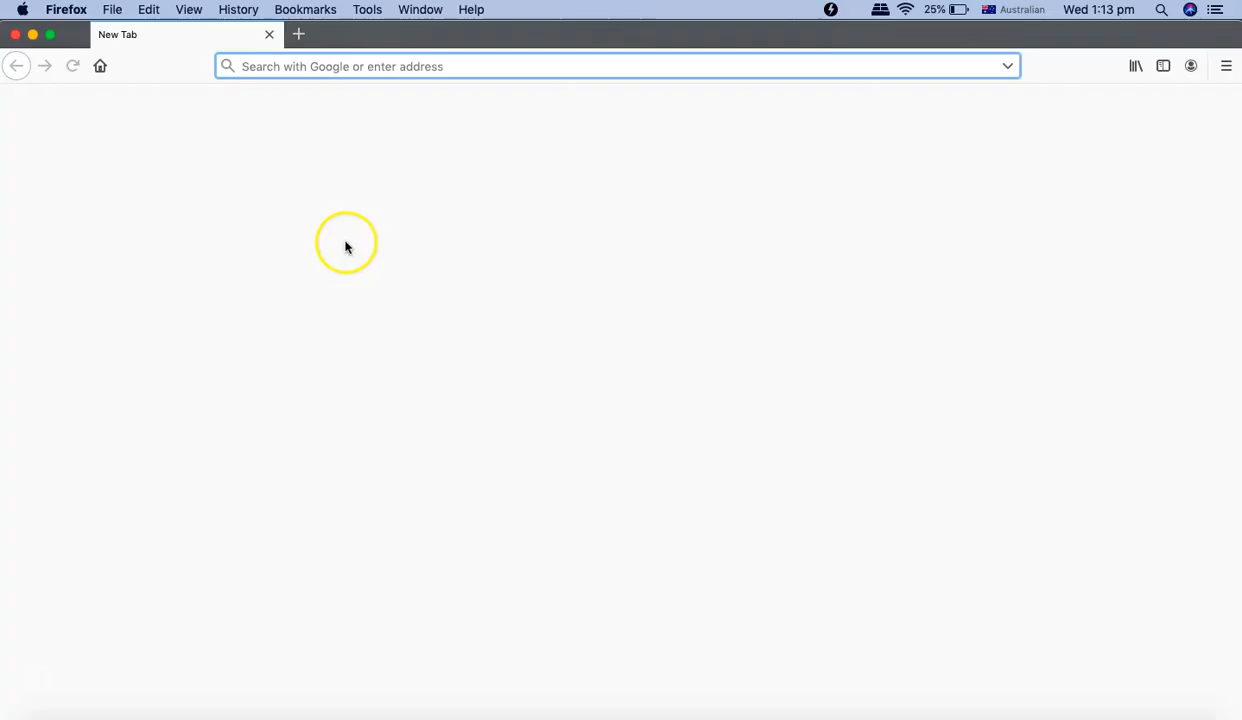 Firefox File Edit View History Bookmarks Tools Window Help 25% Australian Wed 1:13 pm
New Tab
Search with Google or enter address